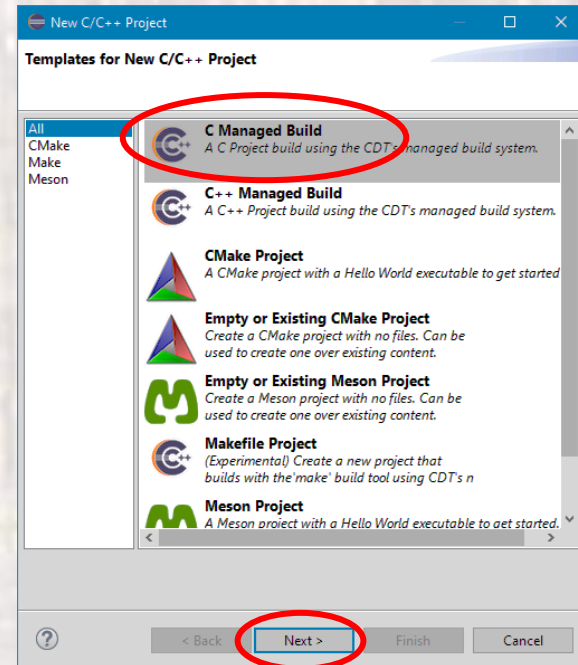 New C/C++ Project
Templates for New C/C++ Project
All
CMake
Make
Meson
C Managed Build
A C Project build using the CDT's managed build system.
C++ Managed Build
A C++ Project build using the CDT's managed build system.
CMake Project
A CMake project with a Hello World executable to get started
Empty or Existing CMake Project
Create a CMake project with no files. Can be
used to create one over existing content.
Empty or Existing Meson Project
Create a Meson project with no files. Can be
used to create one over existing content.
Makefile Project
(Experimental) Create a new project that
builds with the'make' build tool using CDT's n
Meson Project
A Meson project with a Hello World executable to get started.
?
< Back
Next >
Finish
Cancel